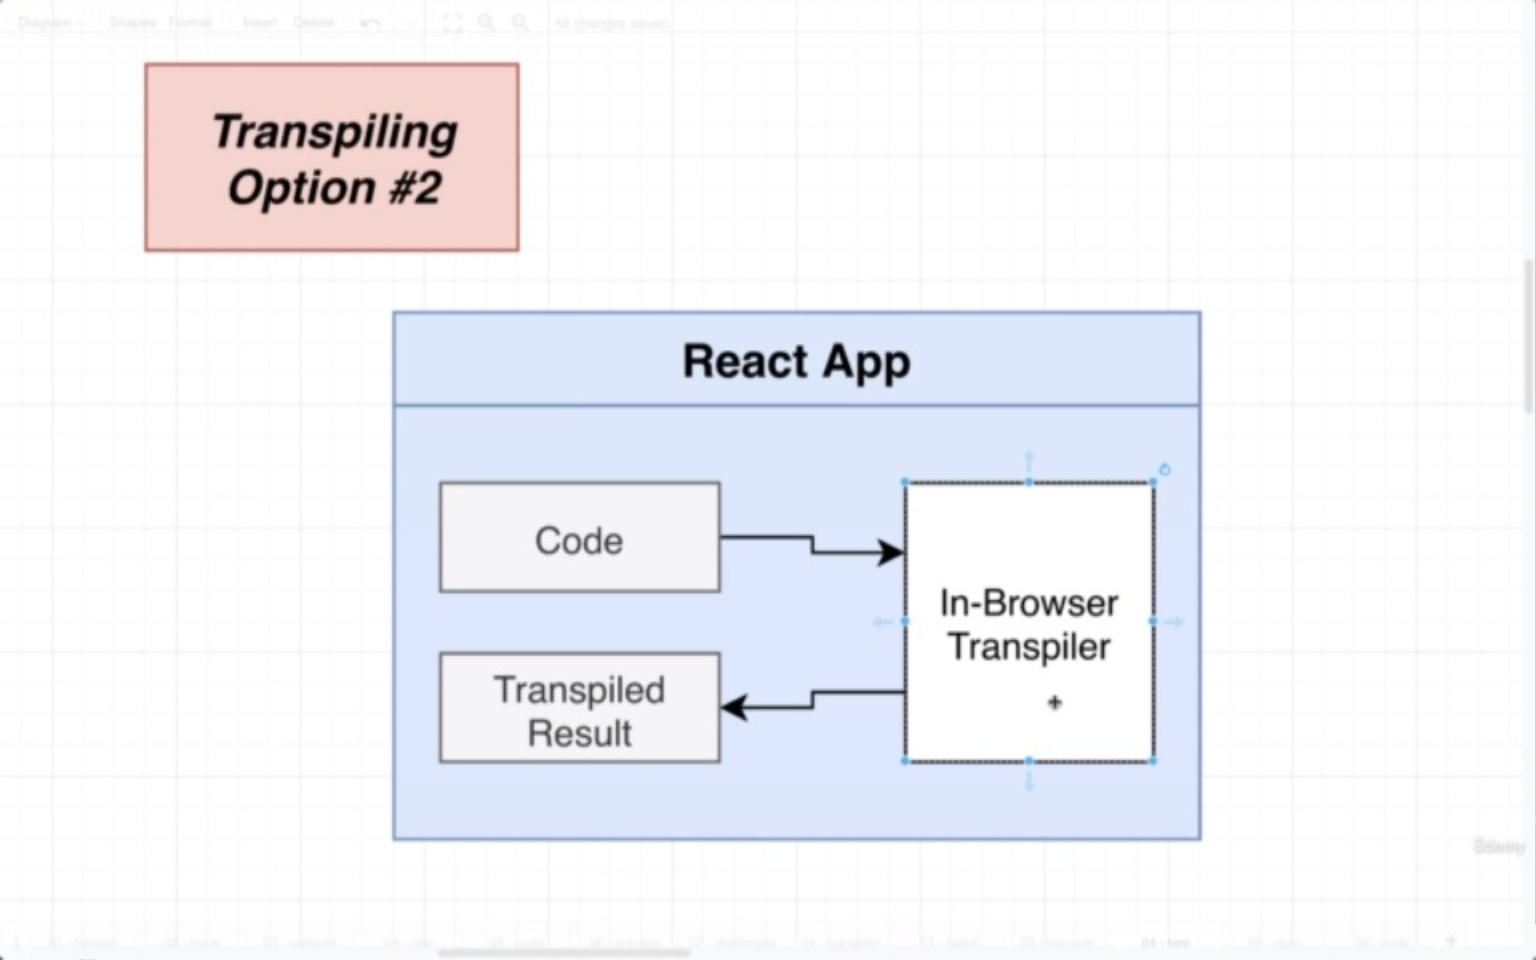 Diagram Shapes Format Insert Delete All changes saved
Transpiling
Option #2
React App
Code
In-Browser
Transpiler
Transpiled
Result
Udemy